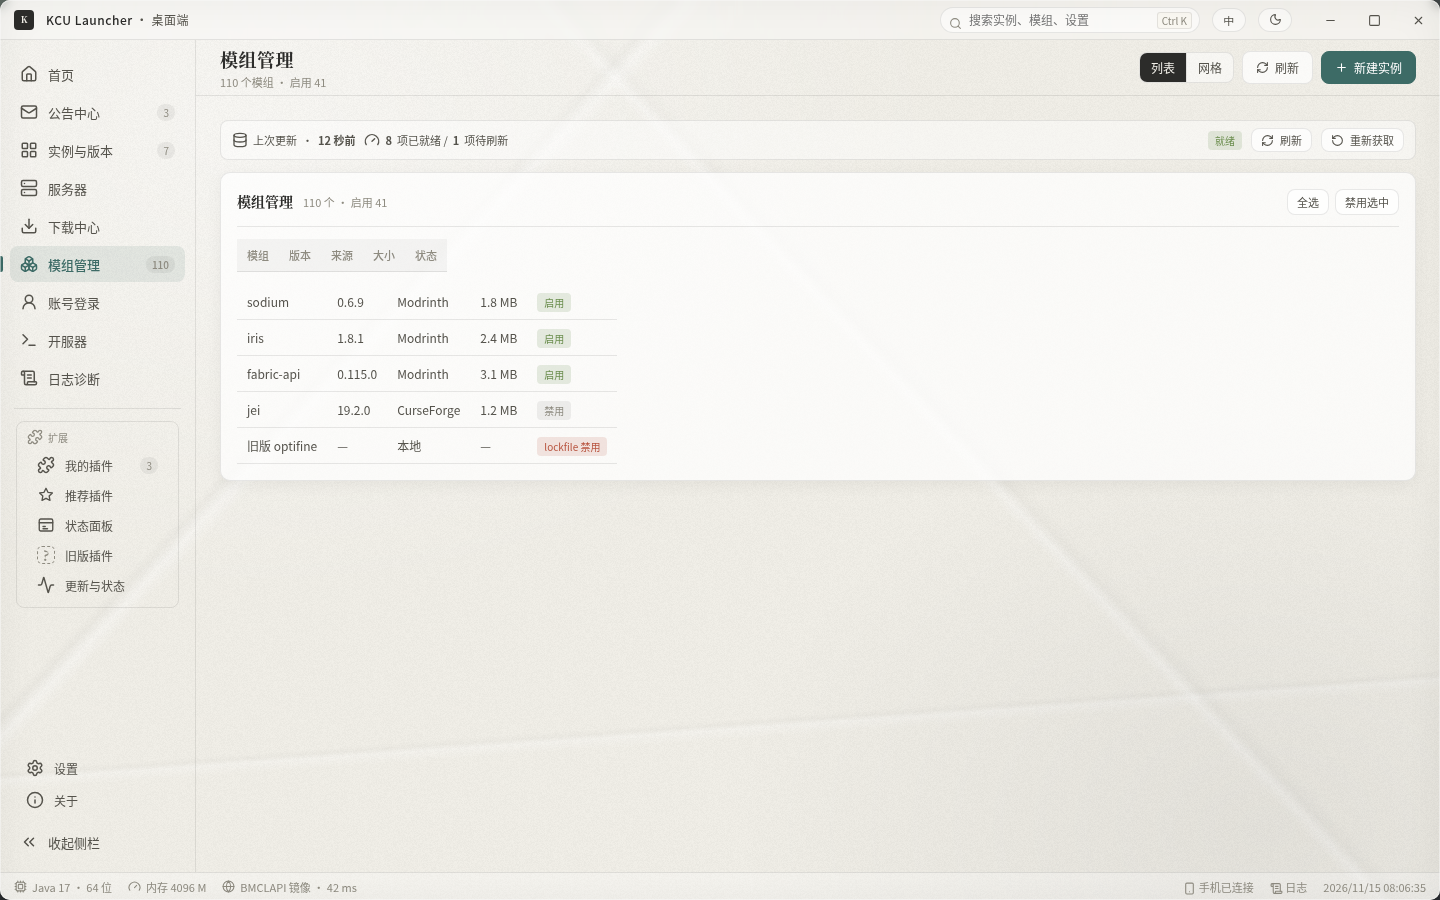 K KCU Launcher · 桌面端
搜索实例、模组、设置 Ctrl K 中
首页
公告中心 3
实例与版本 7
服务器
下载中心
模组管理 110
账号登录
开服器
日志诊断
扩展
我的插件 3
推荐插件
状态面板
? 旧版插件
更新与状态
设置
关于
收起侧栏
模组管理
110 个模组 · 启用 41
列表 网格 刷新 新建实例
上次更新 · 12 秒前 8 项已就绪 / 1 项待刷新 就绪 刷新 重新获取
模组管理 110 个 · 启用 41 全选 禁用选中
模组 版本 来源 大小 状态
sodium 0.6.9 Modrinth 1.8 MB 启用
iris 1.8.1 Modrinth 2.4 MB 启用
fabric-api 0.115.0 Modrinth 3.1 MB 启用
jei 19.2.0 CurseForge 1.2 MB 禁用
旧版 optifine — 本地 — lockfile 禁用
Java 17 · 64 位 内存 4096 M BMCLAPI 镜像 · 42 ms 手机已连接 日志 2026/11/15 08:06:35